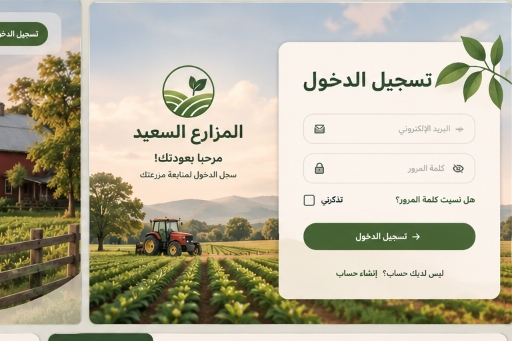 تسجيل الدخو
المزارع السعيد
مرحبا بعودتك!
سجل الدخول لمتابعة مزرعتك
تسجيل الدخول
البريد الإلكتروني
كلمة المرور
هل نسيت كلمة المرور؟
تذكرني
تسجيل الدخول →
ليس لديك حساب؟ إنشاء حساب